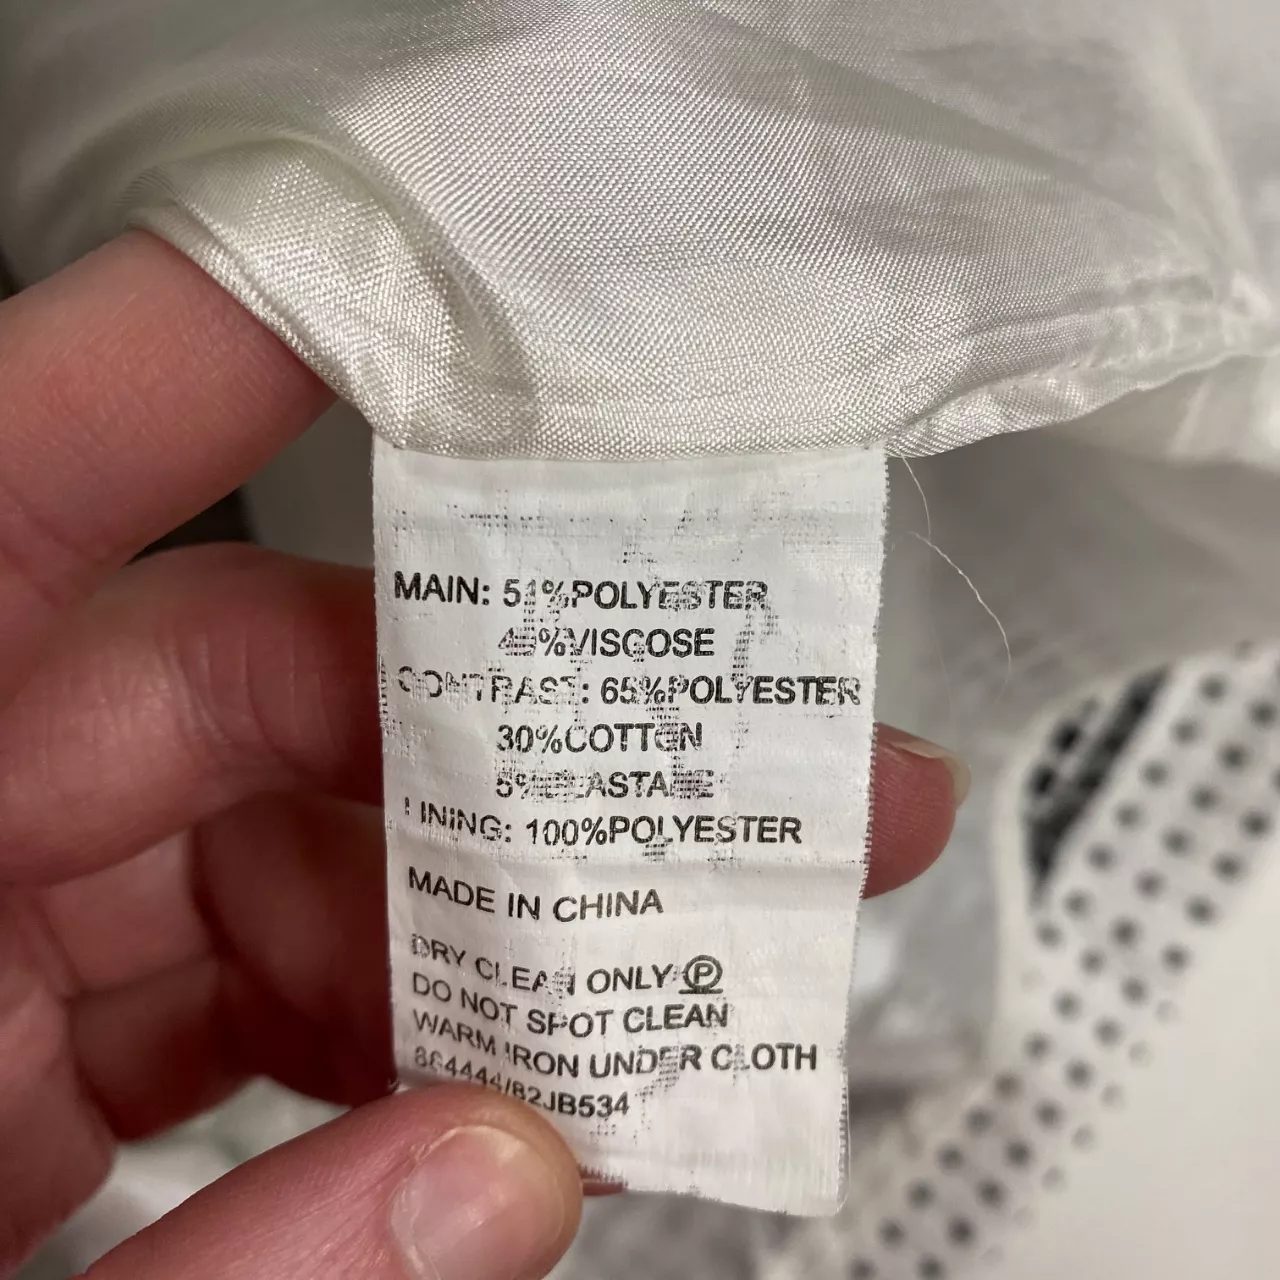 MAIN: 51%POLYESTER
49%VISCOSE
CONTRAST: 65%POLYESTER
30%COTTON
5%ELASTANE
LINING: 100%POLYESTER
MADE IN CHINA
DRY CLEAN ONLY P
DO NOT SPOT CLEAN
WARM IRON UNDER CLOTH
864444/82JB534